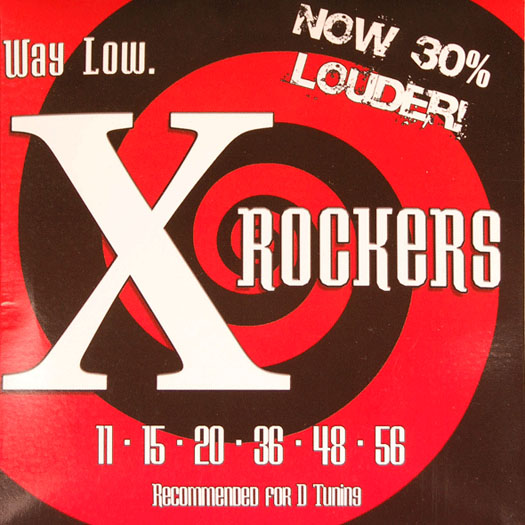 Way Low.
NOW 30%
LOUDER!
X ROCKERS
11 · 15 · 20 · 36 · 48 · 56
Recommended for D Tuning